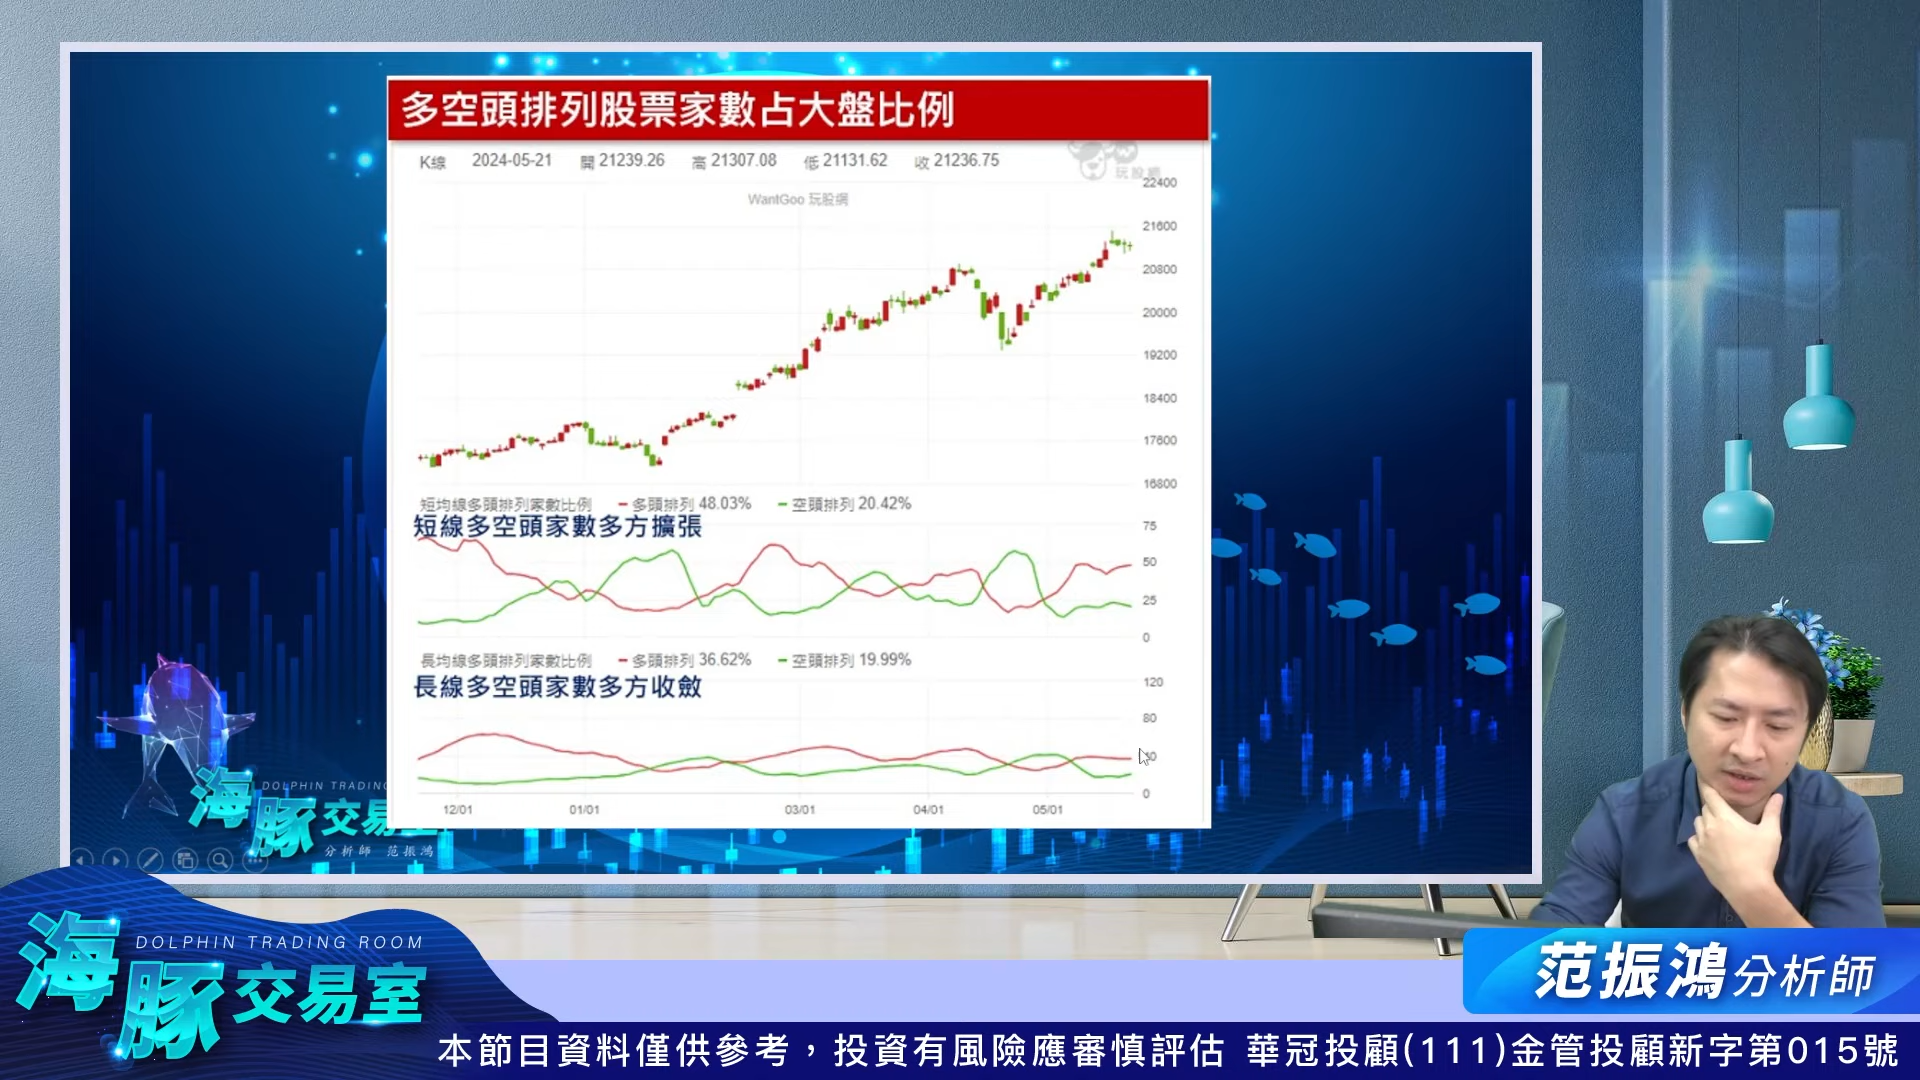 多空頭排列股票家數占大盤比例
K線 2024-05-21 開 21239.26 高 21307.08 低 21131.62 收 21236.75
玩股網
WantGoo 玩股網
22400
21600
20800
20000
19200
18400
17600
16800
短均線多頭排列家數比例 多頭排列 48.03% 空頭排列 20.42%
短線多空頭家數多方擴張
75
50
25
0
長均線多頭排列家數比例 多頭排列 36.62% 空頭排列 19.99%
長線多空頭家數多方收斂
120
80
0
12/01 01/01 03/01 04/01 05/01
DOLPHIN TRADING
海豚交易室
分析師 范振鴻
DOLPHIN TRADING ROOM
海豚交易室
范振鴻分析師
本節目資料僅供參考，投資有風險應審慎評估 華冠投顧(111)金管投顧新字第015號